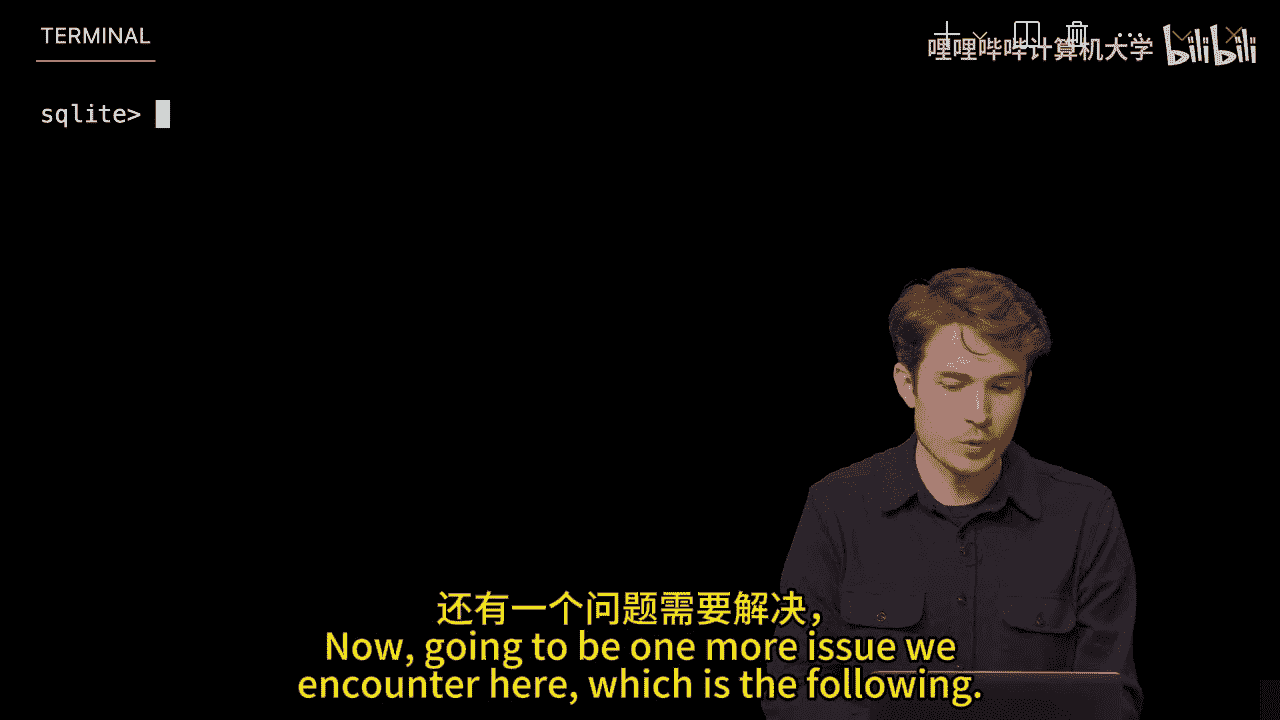 TERMINAL
哩哩哔哔计算机大学 bilibili
sqlite>
还有一个问题需要解决，
Now, going to be one more issue we
encounter here, which is the following.